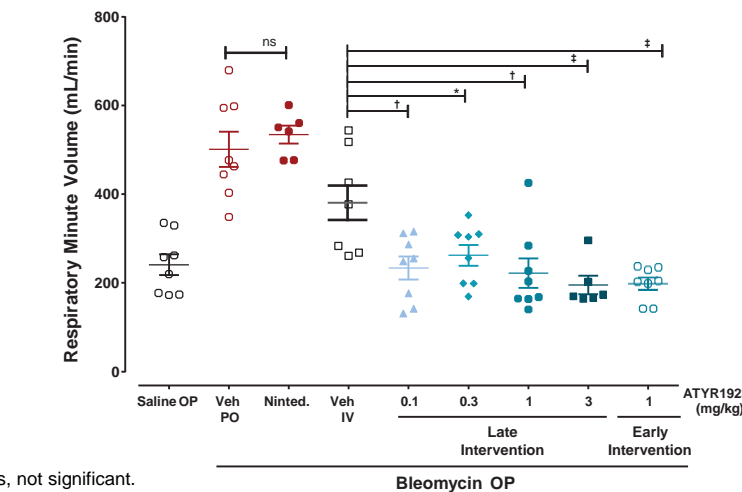 800
600
400
200
0
Respiratory Minute Volume (mL/min)
ns
‡
‡
†
*
†
Saline OP
Veh
PO
Ninted.
Veh
IV
0.1
0.3
1
3
1
ATYR192
(mg/kg)
Late
Intervention
Early
Intervention
s, not significant.
Bleomycin OP